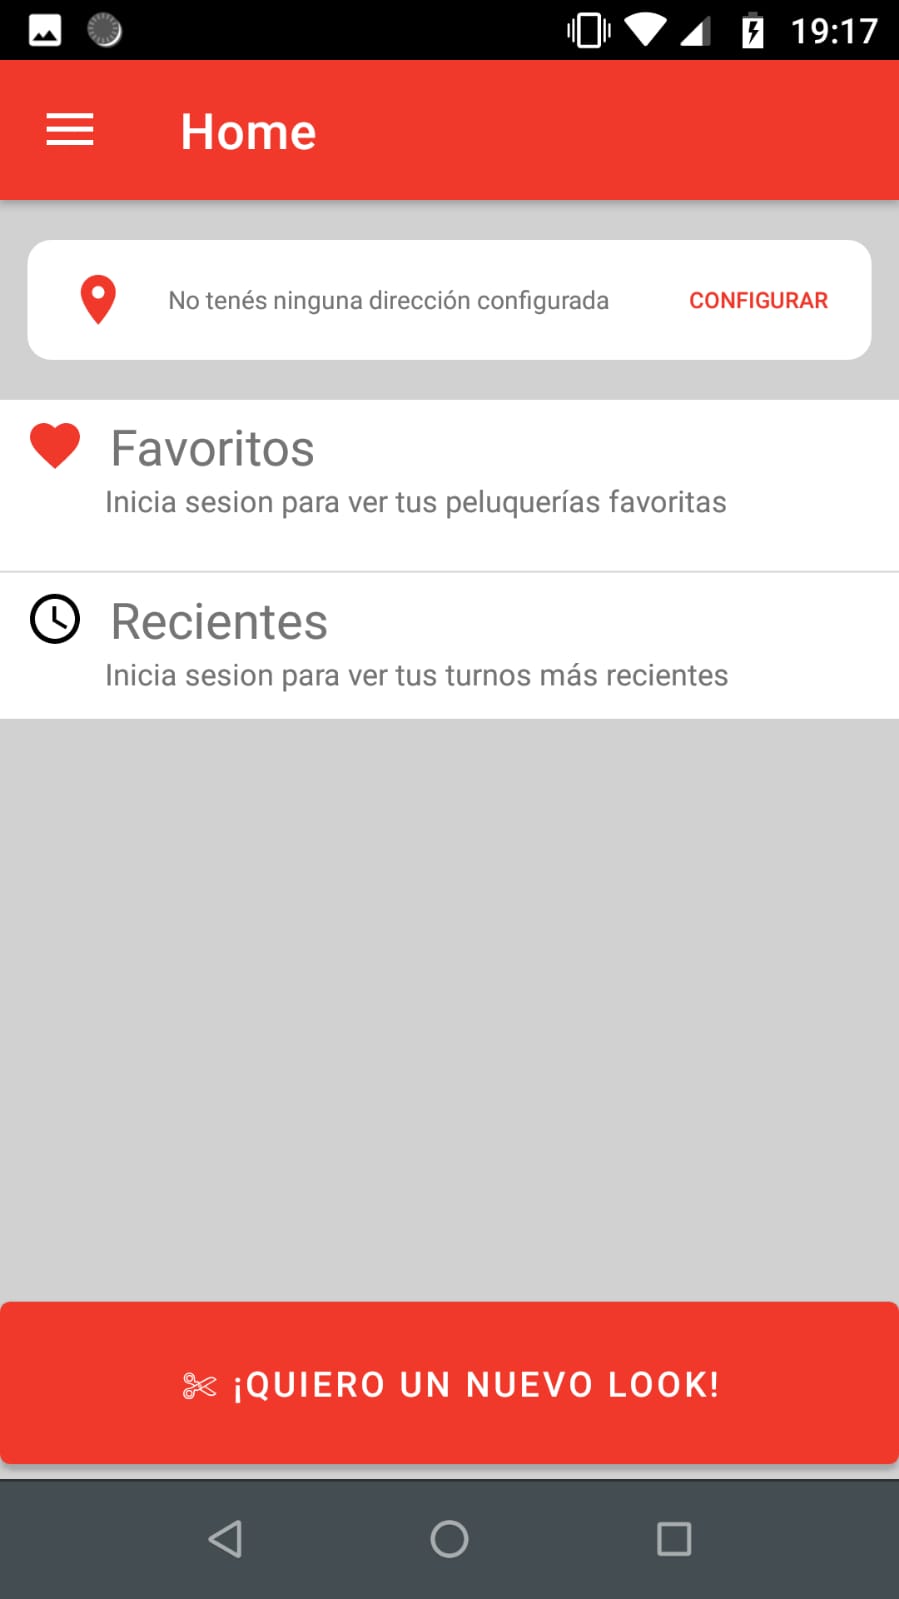 19:17
Home
No tenés ninguna dirección configurada CONFIGURAR
Favoritos
Inicia sesion para ver tus peluquerías favoritas
Recientes
Inicia sesion para ver tus turnos más recientes
✄ ¡QUIERO UN NUEVO LOOK!